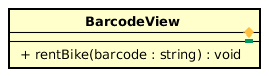 BarcodeView
+ rentBike(barcode : string) : void